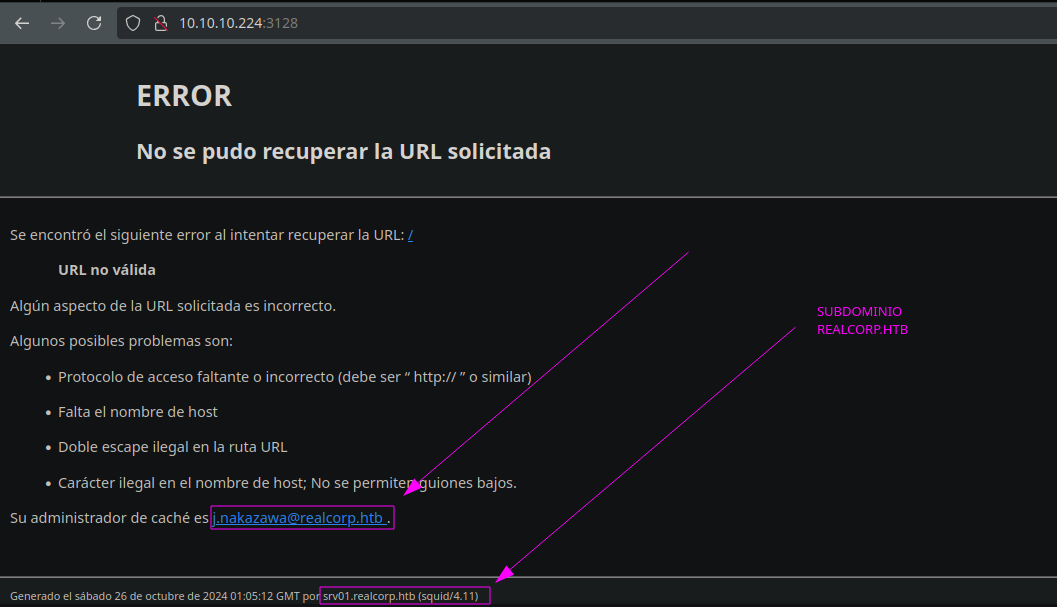 10.10.10.224:3128
ERROR
No se pudo recuperar la URL solicitada
Se encontró el siguiente error al intentar recuperar la URL: /
URL no válida
Algún aspecto de la URL solicitada es incorrecto.
SUBDOMINIO
REALCORP.HTB
Algunos posibles problemas son:
• Protocolo de acceso faltante o incorrecto (debe ser “ http:// ” o similar)
• Falta el nombre de host
• Doble escape ilegal en la ruta URL
• Carácter ilegal en el nombre de host; No se permiten guiones bajos.
Su administrador de caché es j.nakazawa@realcorp.htb .
Generado el sábado 26 de octubre de 2024 01:05:12 GMT por srv01.realcorp.htb (squid/4.11)